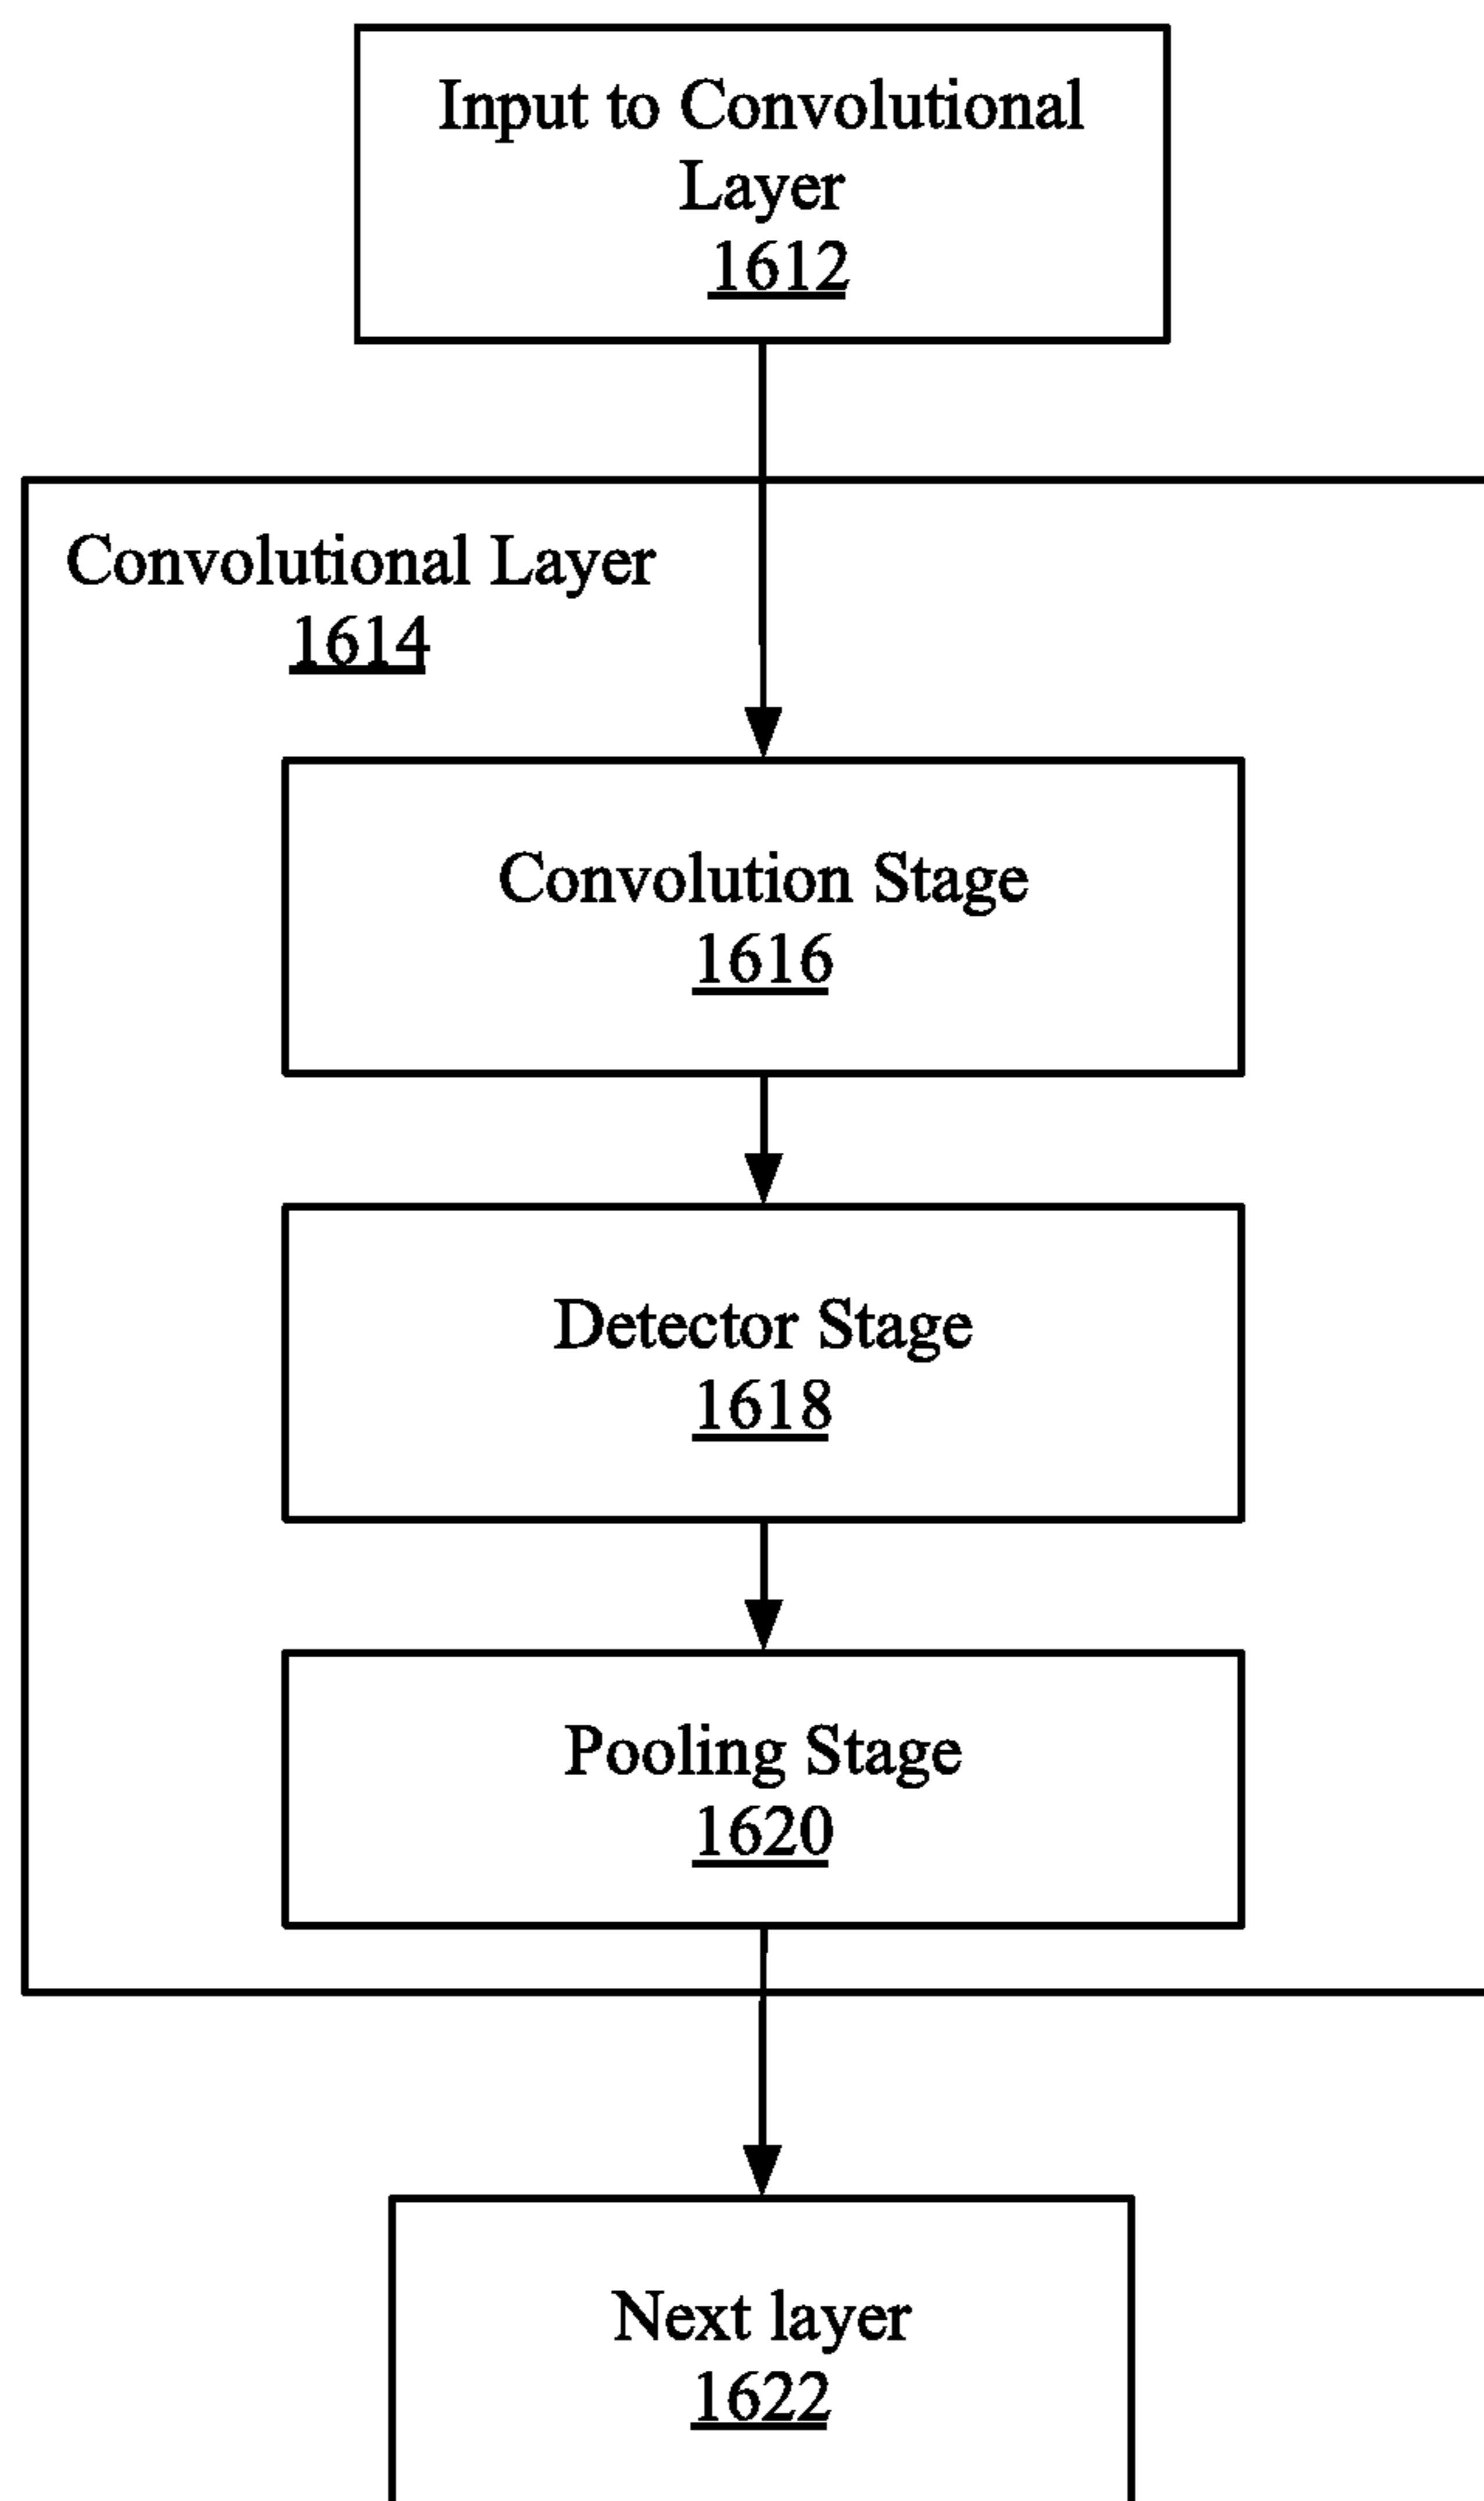 Input to Convolutional
Layer
1612
Convolutional Layer
1614
Convolution Stage
1616
Detector Stage
1618
Pooling Stage
1620
Next layer
1622